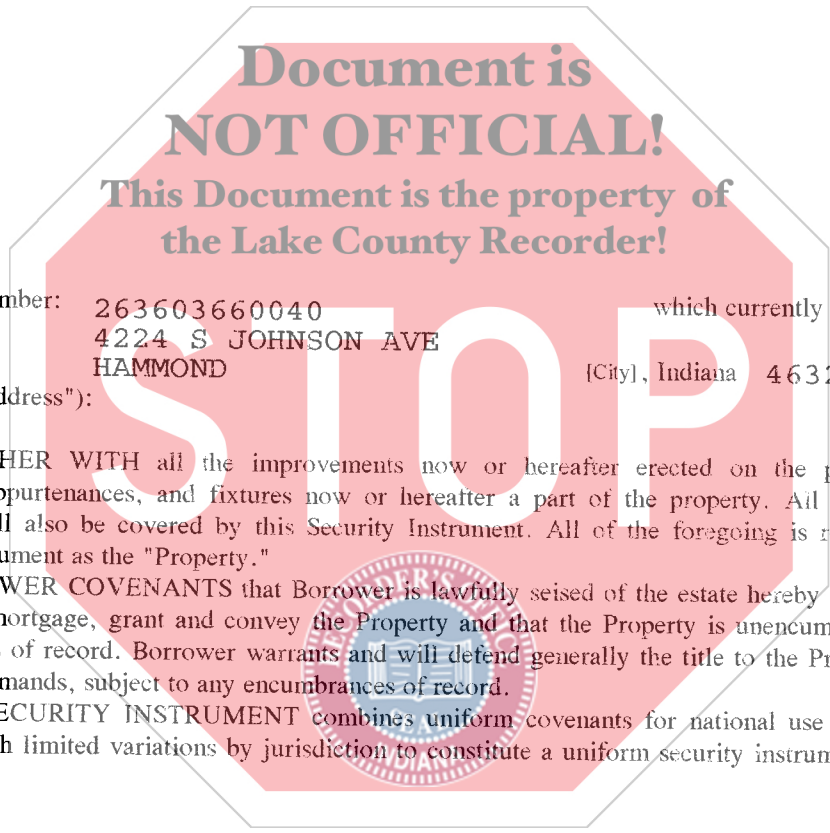 Document is
NOT OFFICIAL!
This Document is the property of
the Lake County Recorder!
mber: 263603660040 which currently
4224 S JOHNSON AVE
HAMMOND [City], Indiana 4632
ddress"):
STOP
HER WITH all the improvements now or hereafter erected on the p
ppurtenances, and fixtures now or hereafter a part of the property. All
ll also be covered by this Security Instrument. All of the foregoing is r
ument as the "Property."
WER COVENANTS that Borrower is lawfully seised of the estate hereby
nortgage, grant and convey the Property and that the Property is unencum
of record. Borrower warrants and will defend generally the title to the Pr
mands, subject to any encumbrances of record.
ECURITY INSTRUMENT combines uniform covenants for national use
h limited variations by jurisdiction to constitute a uniform security instrum
RECORDER'S OFFICE
INDIANA